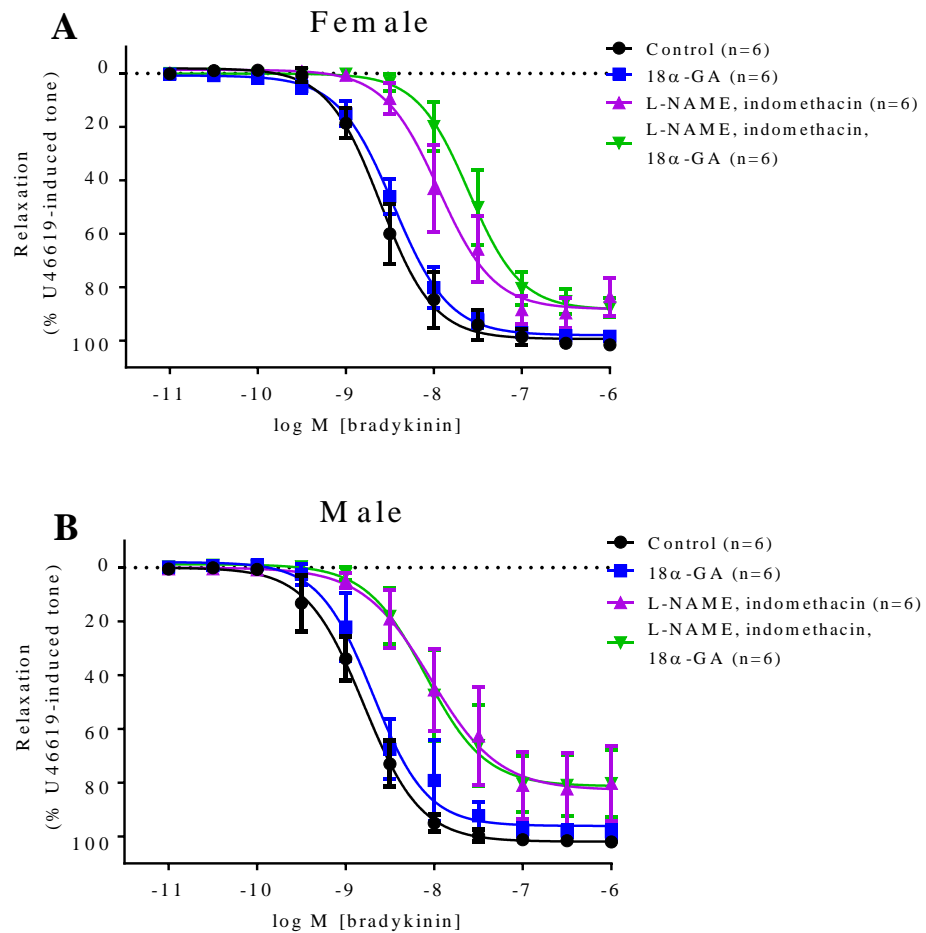 A
Female
Control (n=6)
18α-GA (n=6)
L-NAME, indomethacin (n=6)
L-NAME, indomethacin,
18α-GA (n=6)
Relaxation
(% U46619-induced tone)
0
20
40
60
80
100
-11 -10 -9 -8 -7 -6
log M [bradykinin]
B
Male
Control (n=6)
18α-GA (n=6)
L-NAME, indomethacin (n=6)
L-NAME, indomethacin,
18α-GA (n=6)
Relaxation
(% U46619-induced tone)
0
20
40
60
80
100
-11 -10 -9 -8 -7 -6
log M [bradykinin]